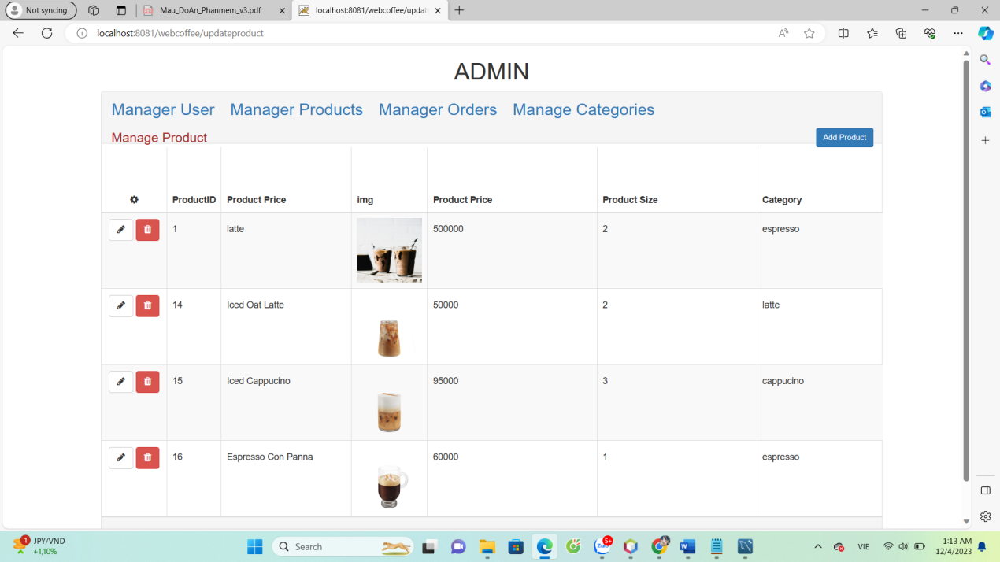 Not syncing
Mau_DoAn_Phanmem_v3.pdf
localhost:8081/webcoffee/updat
localhost:8081/webcoffee/updateproduct
ADMIN
Manager User Manager Products Manager Orders Manage Categories
Manage Product
Add Product
ProductID Product Price img Product Price Product Size Category
1 latte 500000 2 espresso
14 Iced Oat Latte 50000 2 latte
15 Iced Cappucino 95000 3 cappucino
16 Espresso Con Panna 60000 1 espresso
1
JPY/VND
+1,10%
Search
5+
Zalo
VIE
1:13 AM
12/4/2023